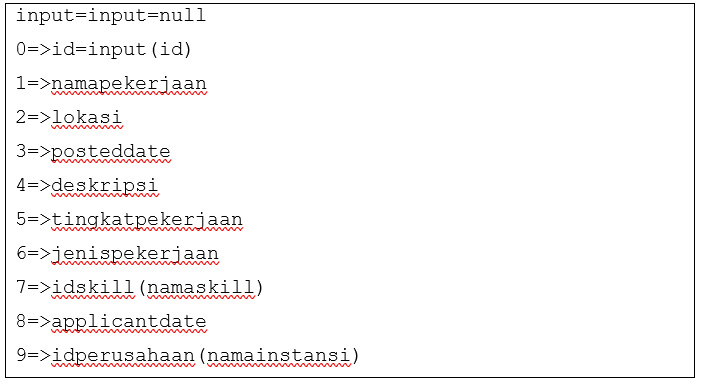 input=input=null
0=>id=input(id)
1=>namapekerjaan
2=>lokasi
3=>posteddate
4=>deskripsi
5=>tingkatpekerjaan
6=>jenispekerjaan
7=>idskill(namaskill)
8=>applicantdate
9=>idperusahaan(namainstansi)